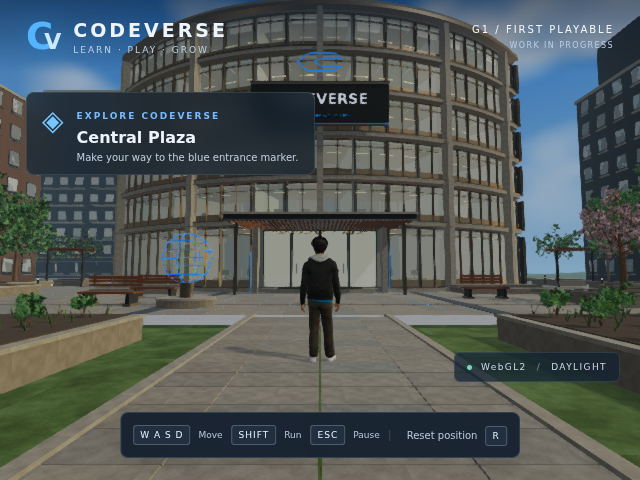 Cv CODEVERSE
LEARN · PLAY · GROW
G1 / FIRST PLAYABLE
WORK IN PROGRESS
VERSE
EXPLORE CODEVERSE
Central Plaza
Make your way to the blue entrance marker.
WebGL2 / DAYLIGHT
W A S D Move SHIFT Run ESC Pause | Reset position R